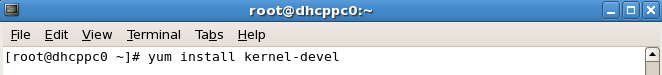 root@dhcppc0:~
File Edit View Terminal Tabs Help
[root@dhcppc0 ~]# yum install kernel-devel